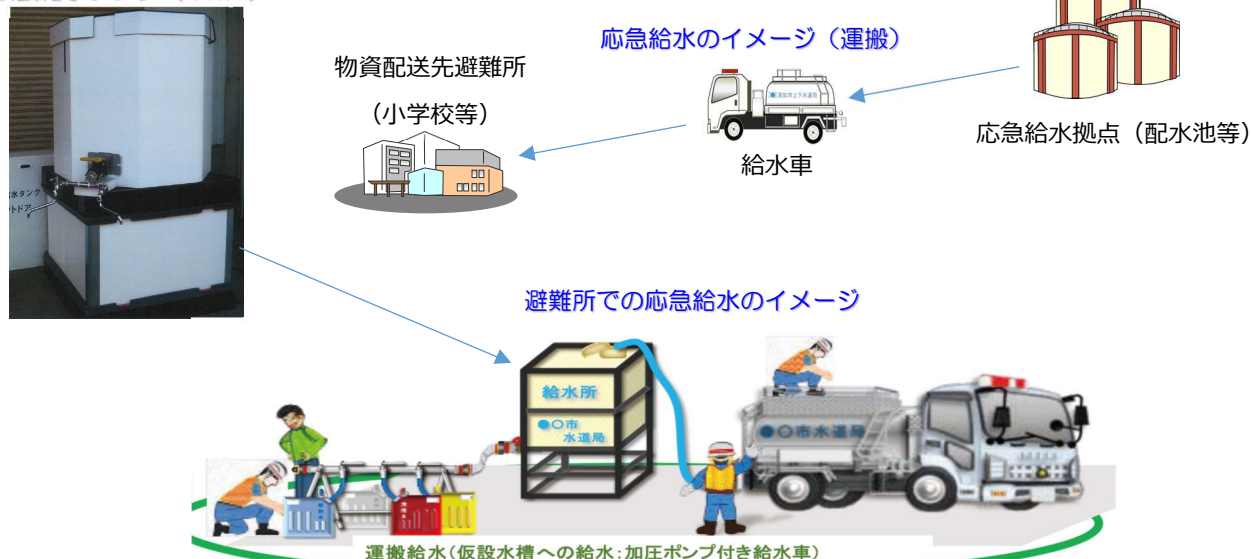 応急給水のイメージ（運搬）
物資配送先避難所
（小学校等）
給水車
応急給水拠点（配水池等）
水タンク
避難所での応急給水のイメージ
給水所
●〇市
水道局
●〇市水道局
運搬給水(仮設水槽への給水:加圧ポンプ付き給水車)